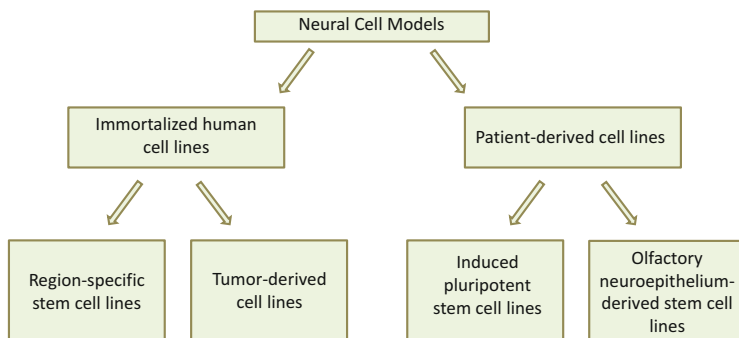 Neural Cell Models
Immortalized human
cell lines
Patient-derived cell lines
Region-specific
stem cell lines
Tumor-derived
cell lines
Induced
pluripotent
stem cell lines
Olfactory
neuroepithelium-
derived stem cell
lines